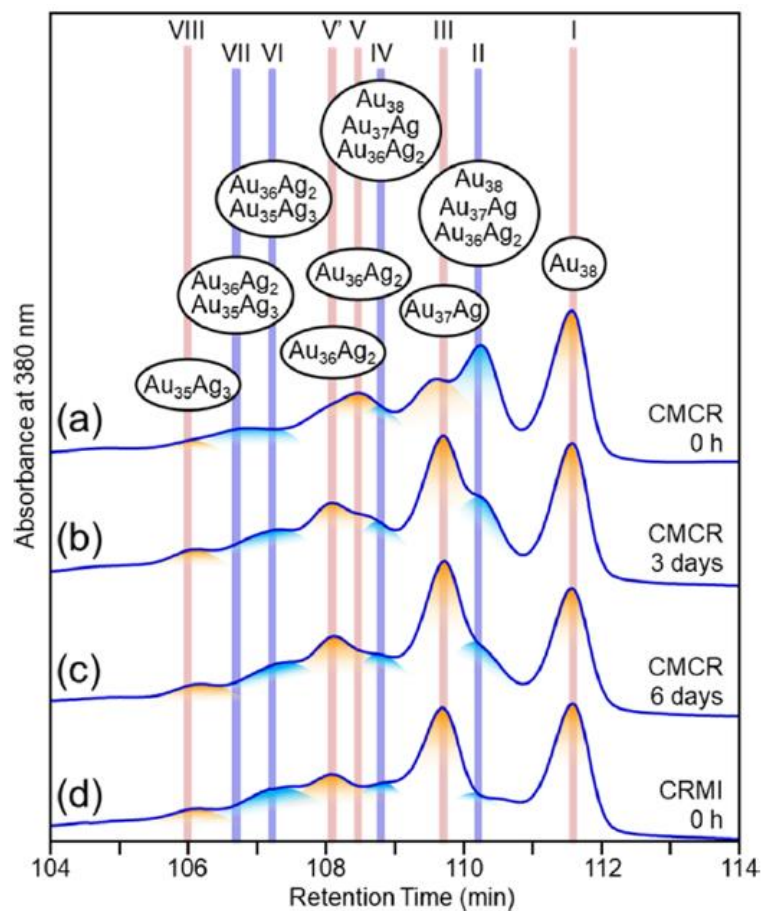 VIII VII VI V' V IV III II I
Au₃₈
Au₃₇Ag
Au₃₆Ag₂
Au₃₆Ag₂
Au₃₅Ag₃
Au₃₈
Au₃₇Ag
Au₃₆Ag₂
Au₃₈
Au₃₆Ag₂
Au₃₅Ag₃
Au₃₆Ag₂
Au₃₇Ag
Au₃₆Ag₂
Au₃₅Ag₃
(a)
CMCR
0 h
(b)
CMCR
3 days
(c)
CMCR
6 days
(d)
CRMI
0 h
Absorbance at 380 nm
104 106 108 110 112 114
Retention Time (min)